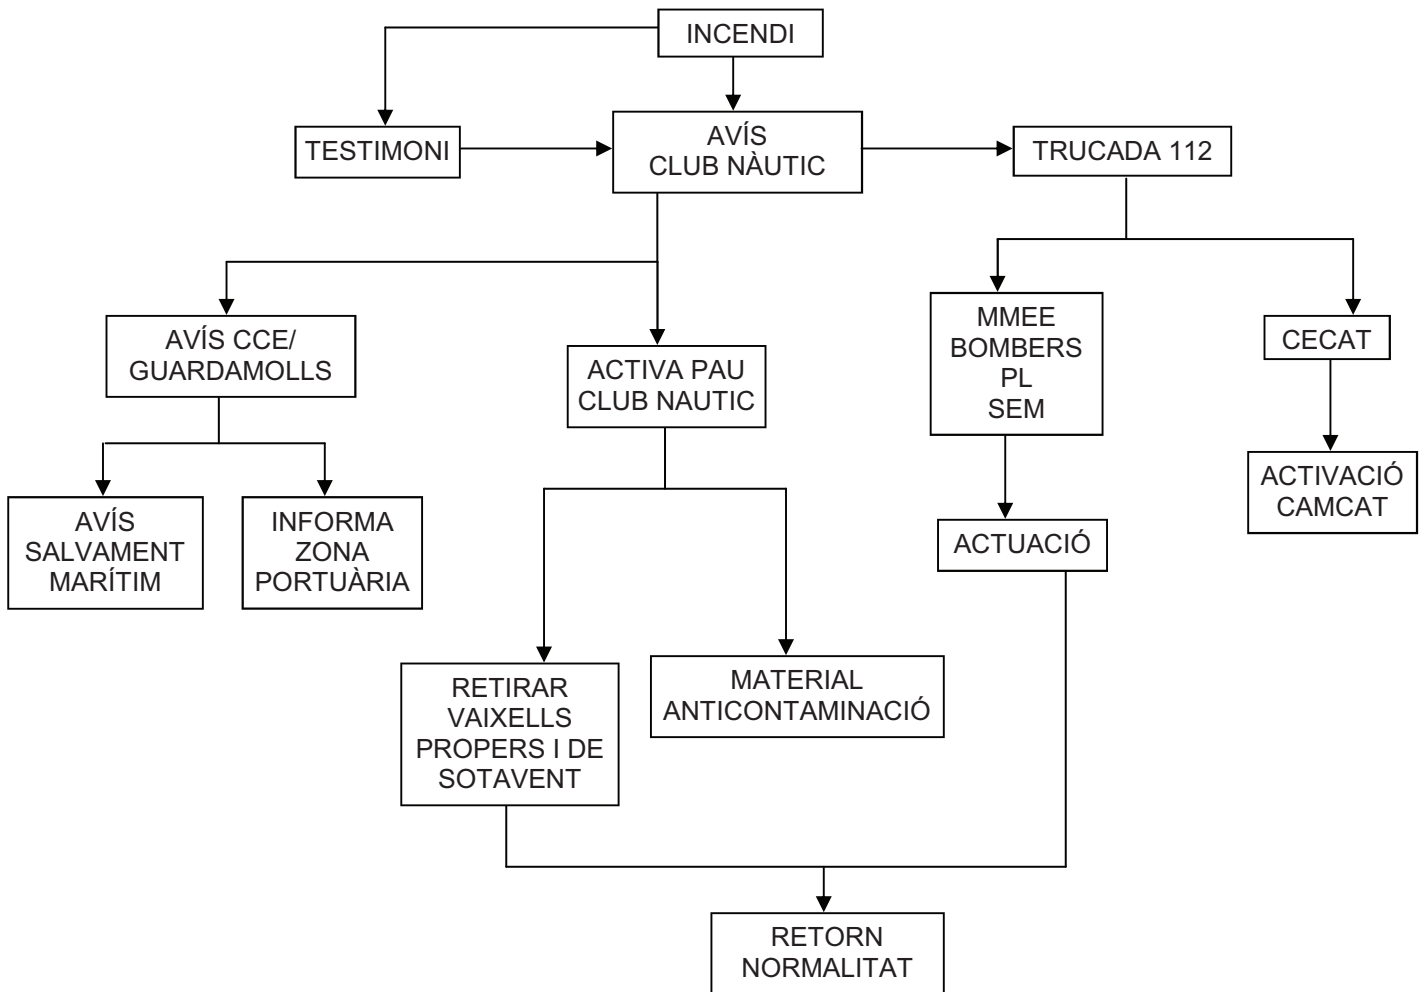 INCENDI
TESTIMONI
AVÍS
CLUB NÀUTIC
TRUCADA 112
AVÍS CCE/
GUARDAMOLLS
ACTIVA PAU
CLUB NAUTIC
MMEE
BOMBERS
PL
SEM
CECAT
AVÍS
SALVAMENT
MARÍTIM
INFORMA
ZONA
PORTUÀRIA
ACTUACIÓ
ACTIVACIÓ
CAMCAT
RETIRAR
VAIXELLS
PROPERS I DE
SOTAVENT
MATERIAL
ANTICONTAMINACIÓ
RETORN
NORMALITAT